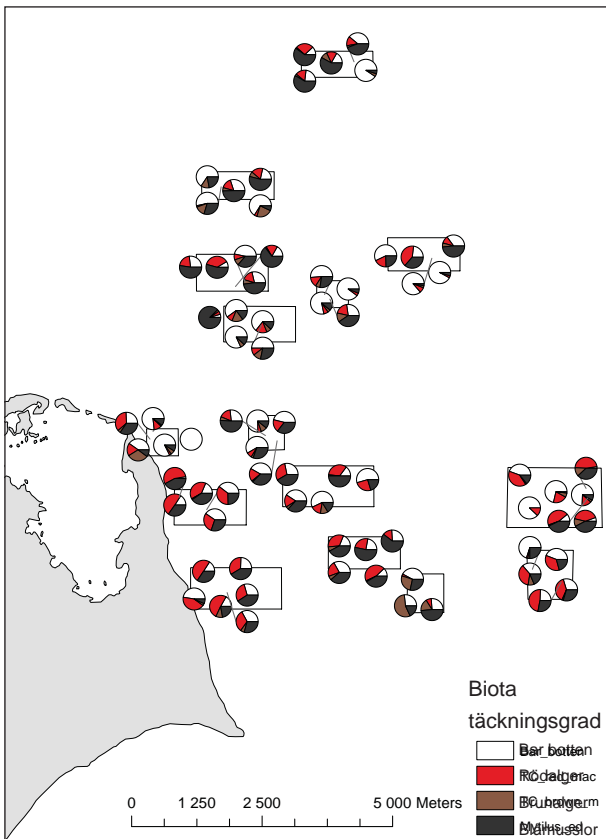 Biota
täckningsgrad
Bar botten
Rödalger
Brunalger
Blåmusslor
0 1 250 2 500 5 000 Meters